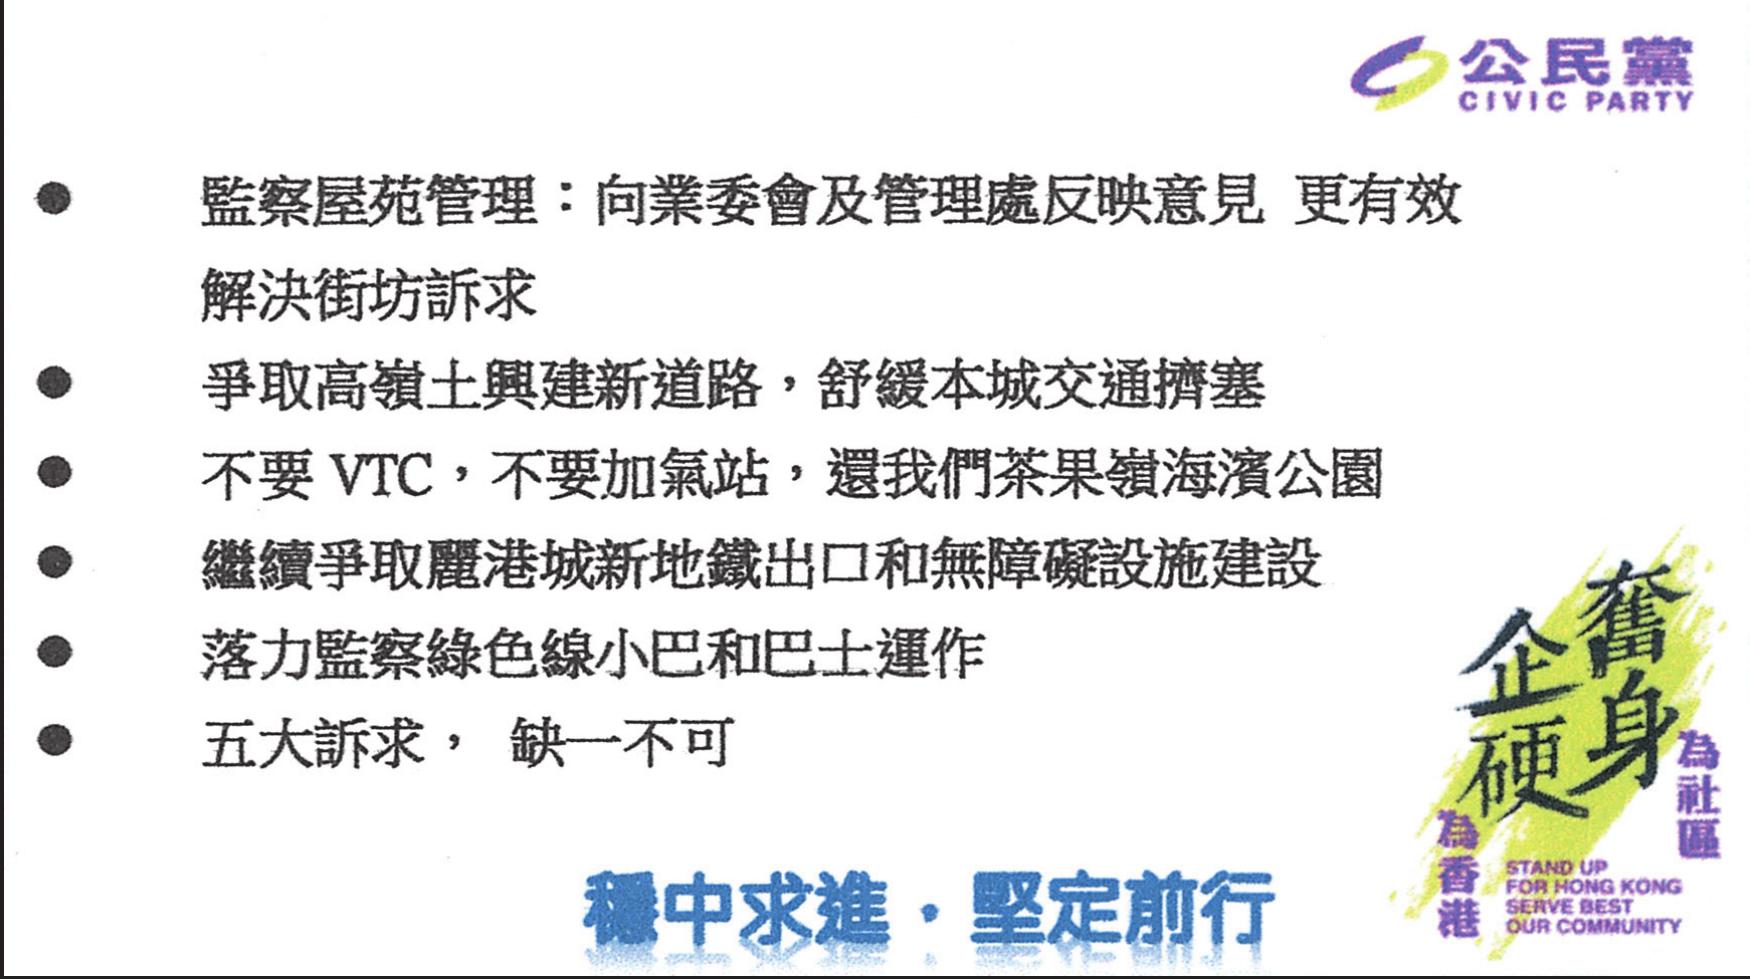 公民黨
CIVIC PARTY
● 監察屋苑管理：向業委會及管理處反映意見 更有效
解決街坊訴求
● 爭取高嶺土興建新道路，舒緩本城交通擠塞
● 不要 VTC，不要加氣站，還我們茶果嶺海濱公園
● 繼續爭取麗港城新地鐵出口和無障礙設施建設
● 落力監察綠色線小巴和巴士運作
● 五大訴求， 缺一不可
奮身
企硬
為社區
為香港
STAND UP
FOR HONG KONG
SERVE BEST
OUR COMMUNITY
穩中求進・堅定前行